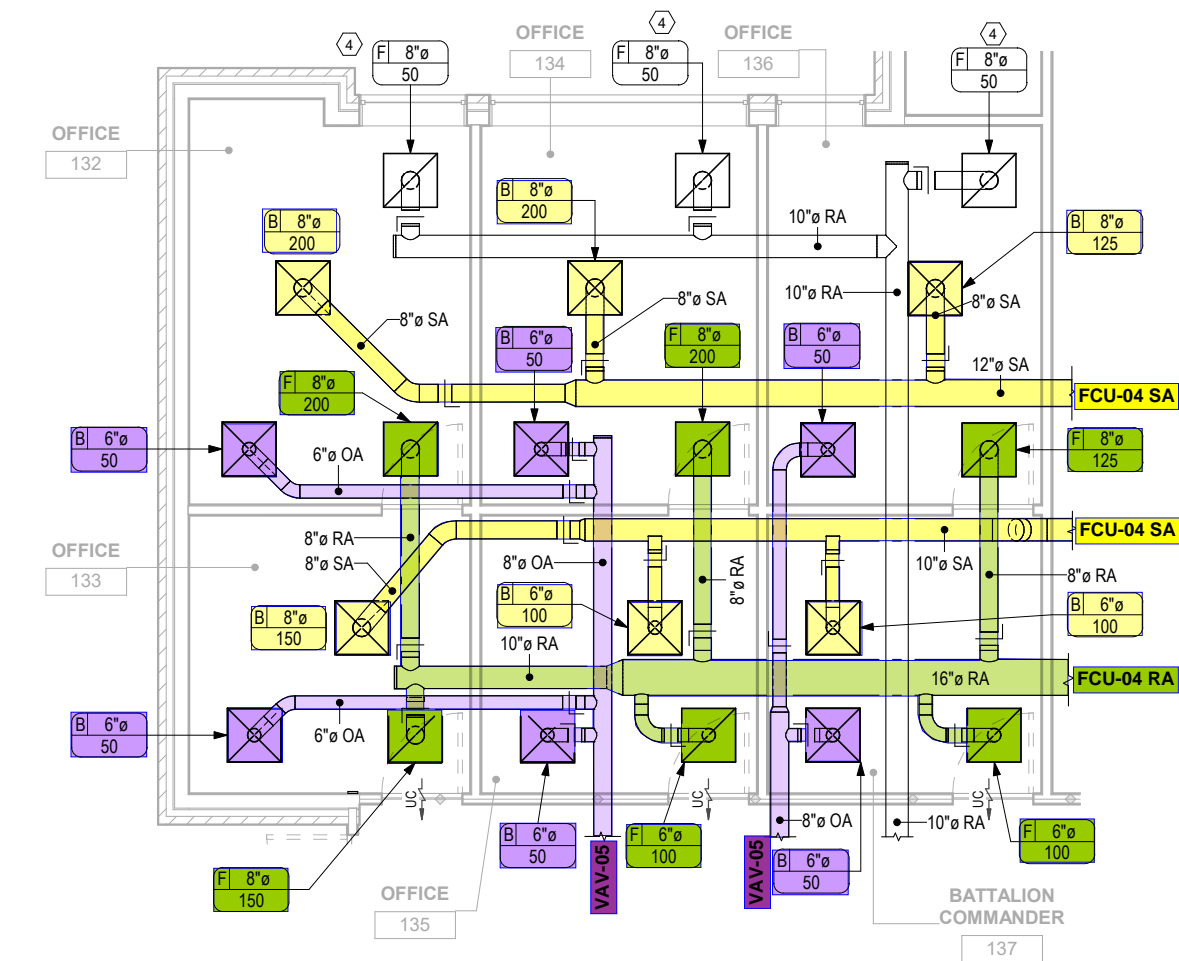 OFFICE
134
OFFICE
136
4
F 8"ø
50
4
F 8"ø
50
4
F 8"ø
50
OFFICE
132
B 8"ø
200
B 8"ø
200
10"ø RA
B 8"ø
125
8"ø SA
8"ø SA
10"ø RA
8"ø SA
B 6"ø
50
F 8"ø
200
B 6"ø
50
12"ø SA
FCU-04 SA
F 8"ø
200
B 6"ø
50
6"ø OA
F 8"ø
125
OFFICE
133
8"ø RA
8"ø SA
8"ø OA
8"ø RA
10"ø SA
FCU-04 SA
8"ø RA
B 8"ø
150
B 6"ø
100
B 6"ø
100
10"ø RA
16"ø RA
FCU-04 RA
B 6"ø
50
6"ø OA
UC
UC
UC
B 6"ø
50
F 6"ø
100
8"ø OA
10"ø RA
F 6"ø
100
VAV-05
VAV-05
B 6"ø
50
F 8"ø
150
OFFICE
135
BATTALION
COMMANDER
137